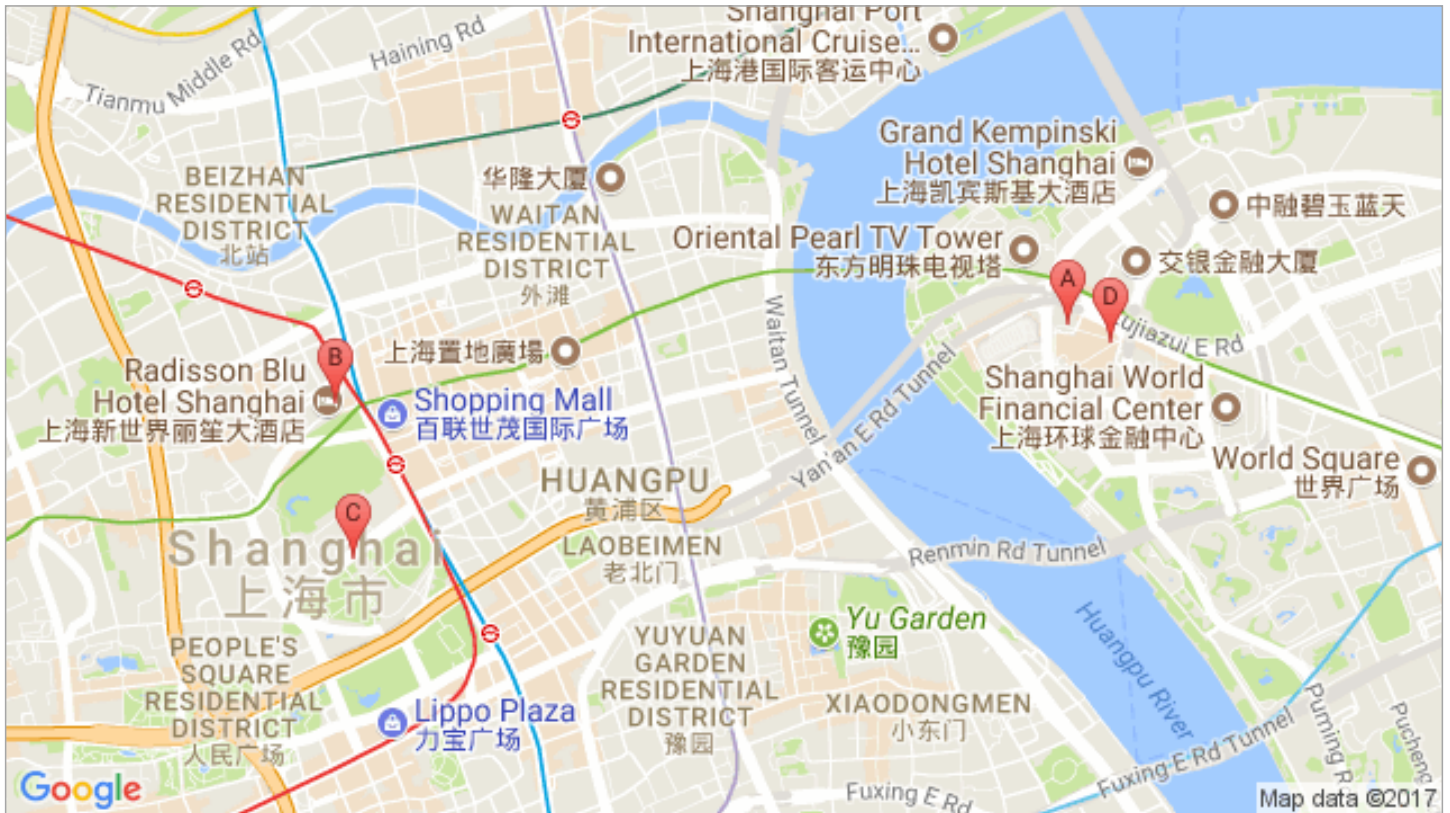 Shanghai Port
International Cruise...
上海港国际客运中心
Haining Rd
Tianmu Middle Rd
Grand Kempinski
Hotel Shanghai
上海凯宾斯基大酒店
BEIZHAN
RESIDENTIAL
DISTRICT
北站
华隆大厦
WAITAN
RESIDENTIAL
DISTRICT
外滩
中融碧玉蓝天
Oriental Pearl TV Tower
东方明珠电视塔
交银金融大厦
A
D
Lujiazui E Rd
Waitan Tunnel
上海置地廣場
B
Radisson Blu
Hotel Shanghai
上海新世界丽笙大酒店
Shopping Mall
百联世茂国际广场
Yan'an E Rd Tunnel
Shanghai World
Financial Center
上海环球金融中心
World Square
世界广场
HUANGPU
黄浦区
C
Shanghai
上海市
LAOBEIMEN
老北门
Renmin Rd Tunnel
Yu Garden
豫园
Huangpu River
PEOPLE'S
SQUARE
RESIDENTIAL
DISTRICT
人民广场
YUYUAN
GARDEN
RESIDENTIAL
DISTRICT
豫园
XIAODONGMEN
小东门
Lippo Plaza
力宝广场
Fuxing E Rd Tunnel
Fuxing E Rd
Google
Map data ©2017